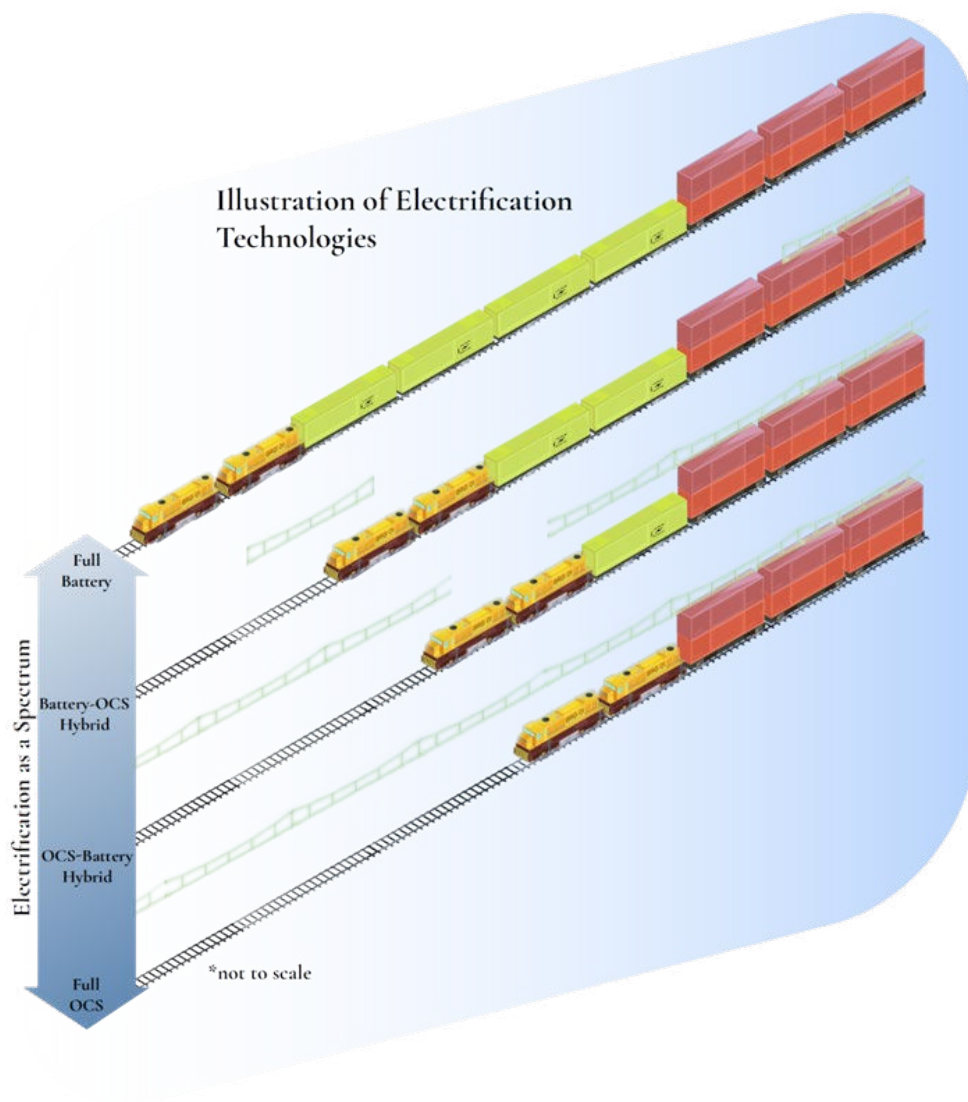 Illustration of Electrification
Technologies
Electrification as a Spectrum
Full
Battery
Battery-OCS
Hybrid
OCS-Battery
Hybrid
Full
OCS
*not to scale